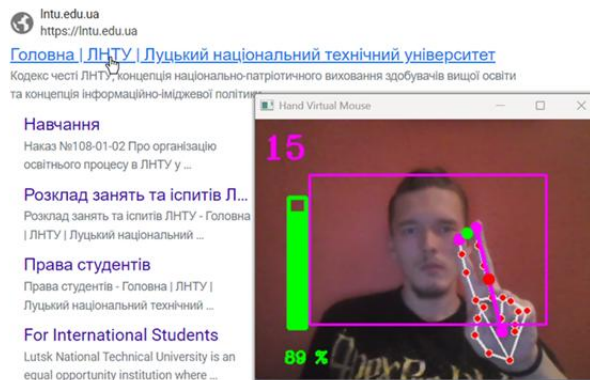 lntu.edu.ua
https://lntu.edu.ua
Головна | ЛНТУ | Луцький національний технічний університет
Кодекс честі ЛНТУ, концепція національно-патріотичного виховання здобувачів вищої освіти
та концепція інформаційно-іміджевої
Навчання
Наказ №108-01-02 Про організацію
освітнього процесу в ЛНТУ у ...
Розклад занять та іспитів Л...
Розклад занять та іспитів ЛНТУ - Головна
| ЛНТУ | Луцький національний ...
Права студентів
Права студентів - Головна | ЛНТУ |
Луцький національний технічний ...
For International Students
Lutsk National Technical University is an
equal opportunity institution where ...
Hand Virtual Mouse
15
89 %